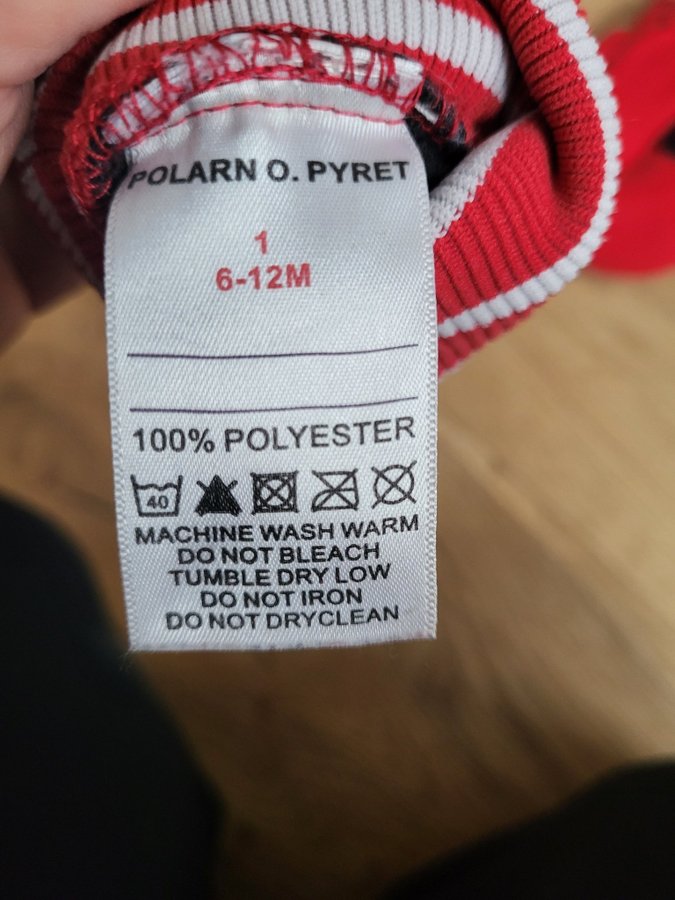 POLARN O. PYRET
1
6-12M
100% POLYESTER
40
MACHINE WASH WARM
DO NOT BLEACH
TUMBLE DRY LOW
DO NOT IRON
DO NOT DRYCLEAN